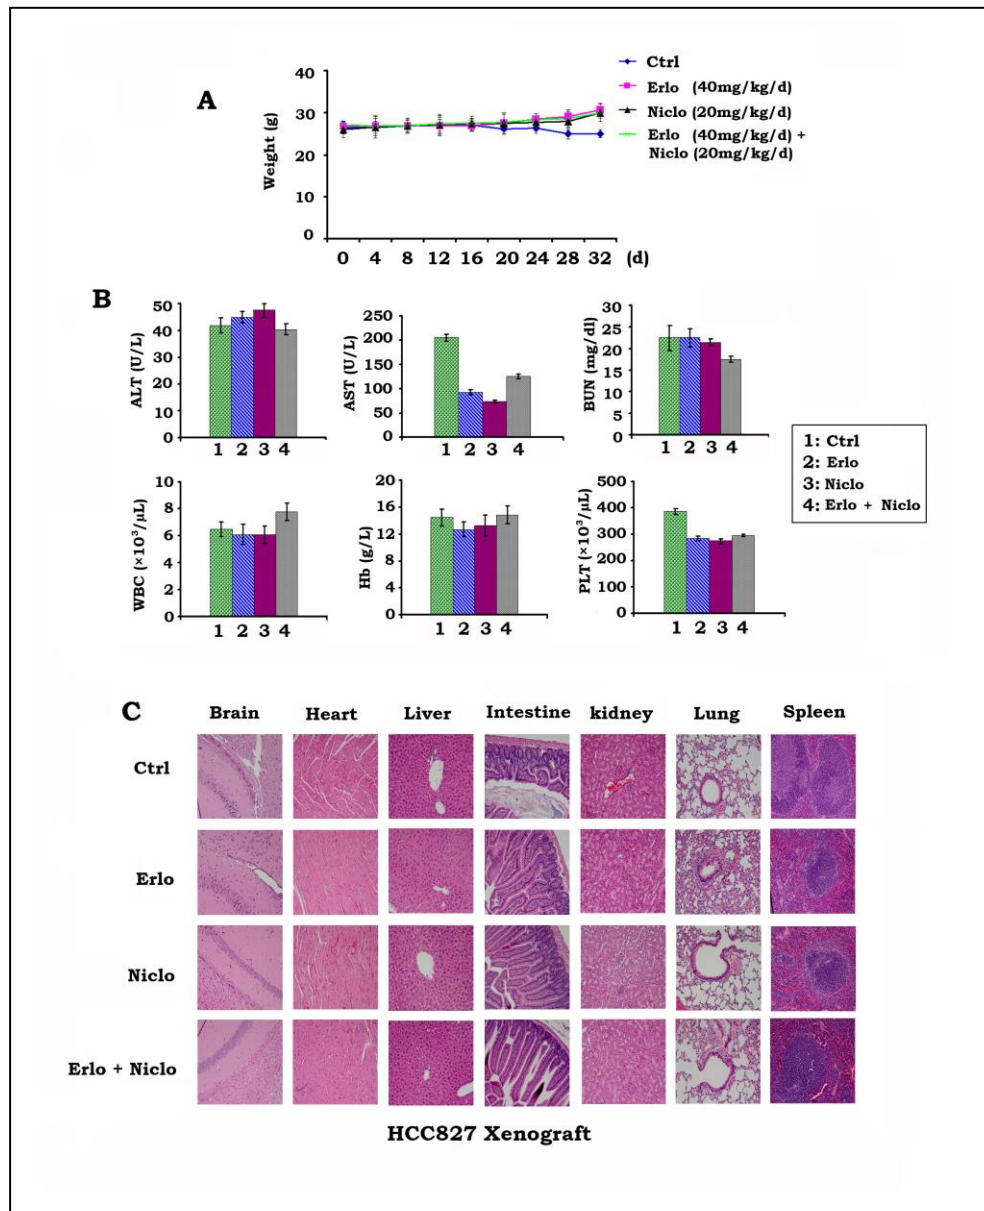 A
Weight (g)
40
30
20
10
0
0 4 8 12 16 20 24 28 32 (d)
Ctrl
Erlo (40mg/kg/d)
Niclo (20mg/kg/d)
Erlo (40mg/kg/d) +
Niclo (20mg/kg/d)
B
ALT (U/L)
50
40
30
20
10
0
1 2 3 4
AST (U/L)
250
200
150
100
50
0
1 2 3 4
BUN (mg/dl)
30
25
20
15
10
5
0
1 2 3 4
WBC (×10³/μL)
10
8
6
4
2
0
1 2 3 4
Hb (g/L)
20
16
12
8
4
0
1 2 3 4
PLT (×10³/μL)
500
400
300
200
100
0
1 2 3 4
1: Ctrl
2: Erlo
3: Niclo
4: Erlo + Niclo
C
Brain Heart Liver Intestine kidney Lung Spleen
Ctrl
Erlo
Niclo
Erlo + Niclo
HCC827 Xenograft